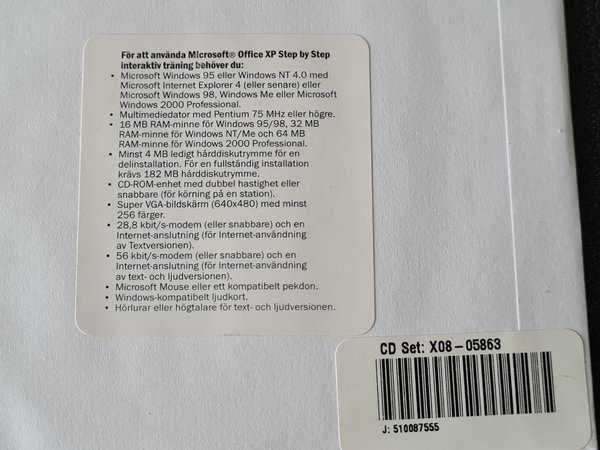 För att använda Microsoft® Office XP Step by Step
interaktiv träning behöver du:
• Microsoft Windows 95 eller Windows NT 4.0 med
Microsoft Internet Explorer 4 (eller senare) eller
Microsoft Windows 98, Windows Me eller Microsoft
Windows 2000 Professional.
• Multimediedator med Pentium 75 MHz eller högre.
• 16 MB RAM-minne för Windows 95/98, 32 MB
RAM-minne för Windows NT/Me och 64 MB
RAM-minne för Windows 2000 Professional.
• Minst 4 MB ledigt hårddiskutrymme för en
delinstallation. För en fullständig installation
krävs 182 MB hårddiskutrymme.
• CD-ROM-enhet med dubbel hastighet eller
snabbare (för körning på en station).
• Super VGA-bildskärm (640x480) med minst
256 färger.
• 28,8 kbit/s-modem (eller snabbare) och en
Internet-anslutning (för Internet-användning
av Textversionen).
• 56 kbit/s-modem (eller snabbare) och en
Internet-anslutning (för Internet-användning
av text- och ljudversionen).
• Microsoft Mouse eller ett kompatibelt pekdon.
• Windows-kompatibelt ljudkort.
• Hörlurar eller högtalare för text- och ljudversionen.
CD Set: X08-05863
J: 510087555